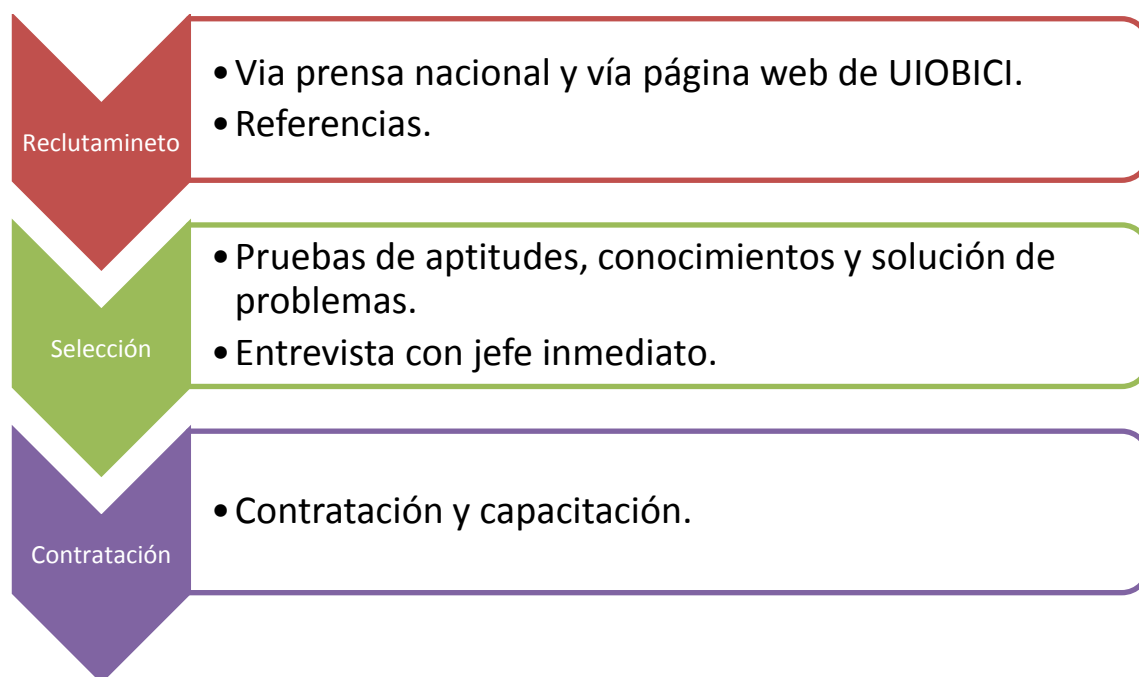 Reclutamineto
• Via prensa nacional y vía página web de UIOBICI.
• Referencias.
Selección
• Pruebas de aptitudes, conocimientos y solución de
problemas.
• Entrevista con jefe inmediato.
Contratación
• Contratación y capacitación.